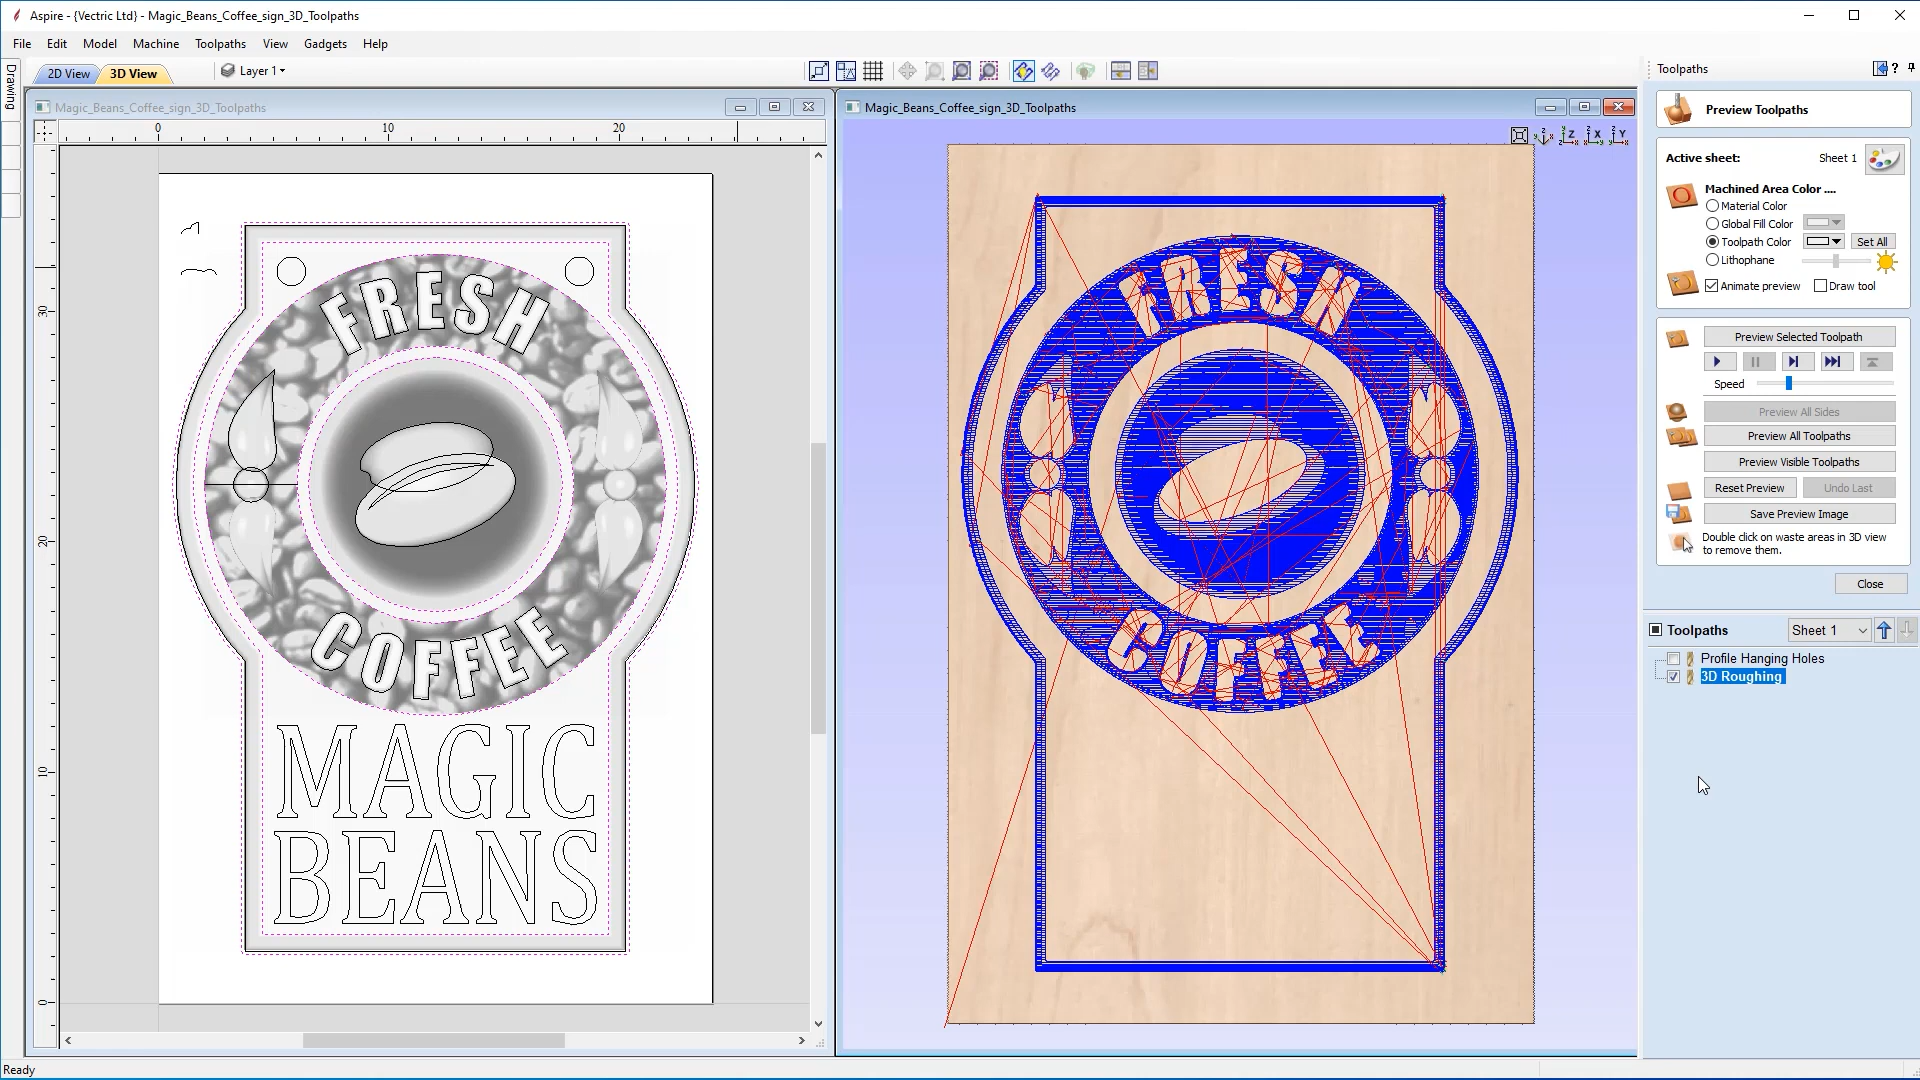 Aspire - {Vectric Ltd} - Magic_Beans_Coffee_sign_3D_Toolpaths
File Edit Model Machine Toolpaths View Gadgets Help
Drawing
2D View 3D View Layer 1
Toolpaths
Magic_Beans_Coffee_sign_3D_Toolpaths
0 10 20
30
20
10
0
FRESH
COFFEE
MAGIC
BEANS
Magic_Beans_Coffee_sign_3D_Toolpaths
FRESH
COFFEE
Preview Toolpaths
Active sheet: Sheet 1
Machined Area Color ....
Material Color
Global Fill Color
Toolpath Color Set All
Lithophane
Animate preview Draw tool
Preview Selected Toolpath
Speed
Preview All Sides
Preview All Toolpaths
Preview Visible Toolpaths
Reset Preview Undo Last
Save Preview Image
Double click on waste areas in 3D view
to remove them.
Close
Toolpaths Sheet 1
Profile Hanging Holes
3D Roughing
Ready